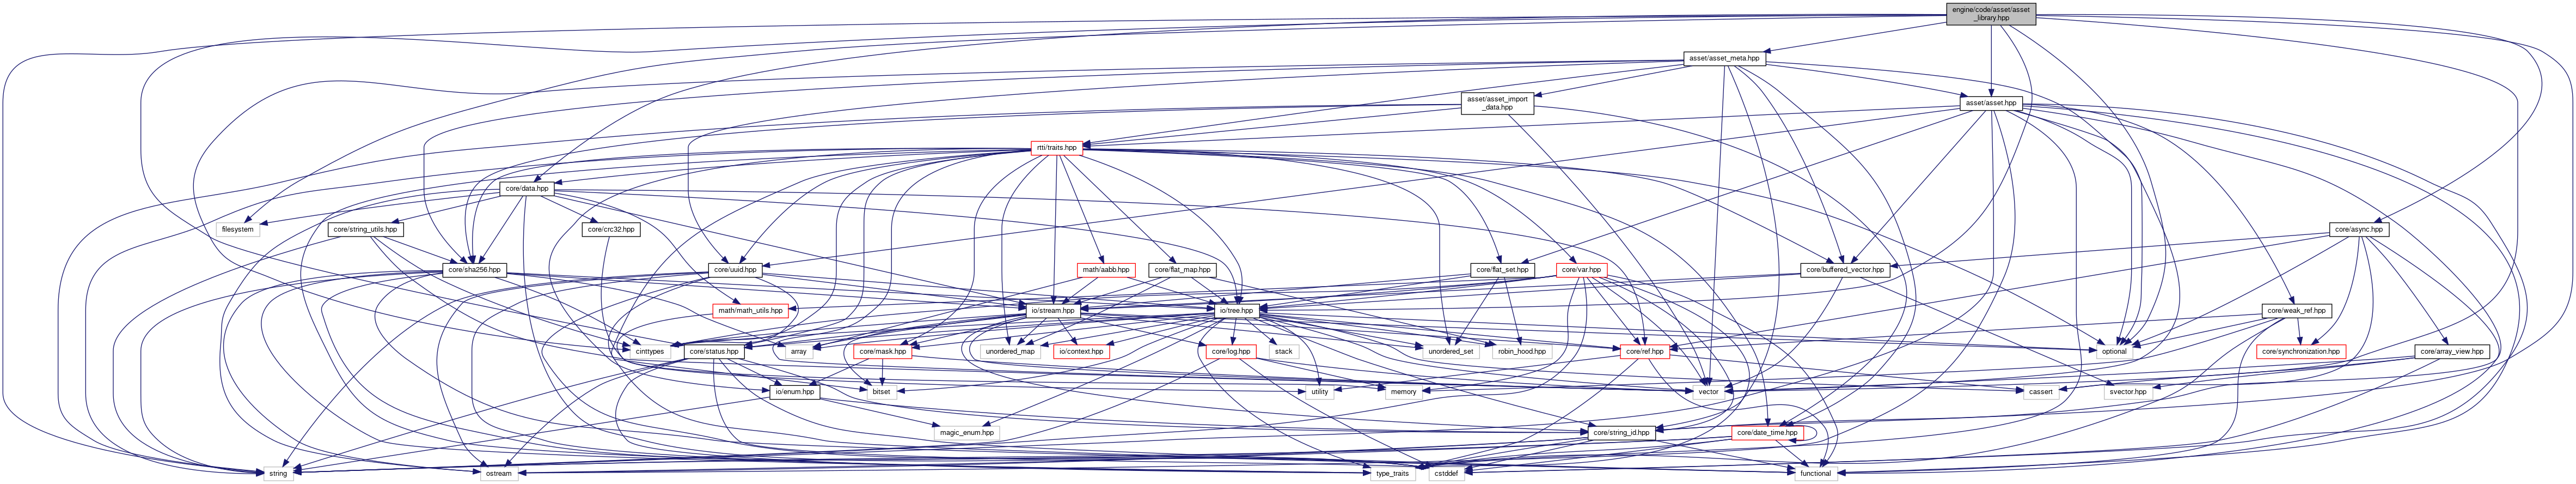 engine/code/asset/asset
_library.hpp
asset/asset_meta.hpp
asset/asset_import
_data.hpp
asset/asset.hpp
rtti/traits.hpp
core/data.hpp
filesystem
core/string_utils.hpp
core/crc32.hpp
core/async.hpp
core/sha256.hpp
core/uuid.hpp
math/aabb.hpp
core/flat_map.hpp
core/flat_set.hpp
core/var.hpp
core/buffered_vector.hpp
math/math_utils.hpp
io/stream.hpp
io/tree.hpp
core/weak_ref.hpp
cinttypes
core/status.hpp
array
core/mask.hpp
unordered_map
io/context.hpp
core/log.hpp
stack
core/ref.hpp
unordered_set
robin_hood.hpp
optional
core/synchronization.hpp
core/array_view.hpp
io/enum.hpp
bitset
utility
memory
vector
cassert
svector.hpp
magic_enum.hpp
core/string_id.hpp
core/date_time.hpp
string
ostream
type_traits
cstddef
functional